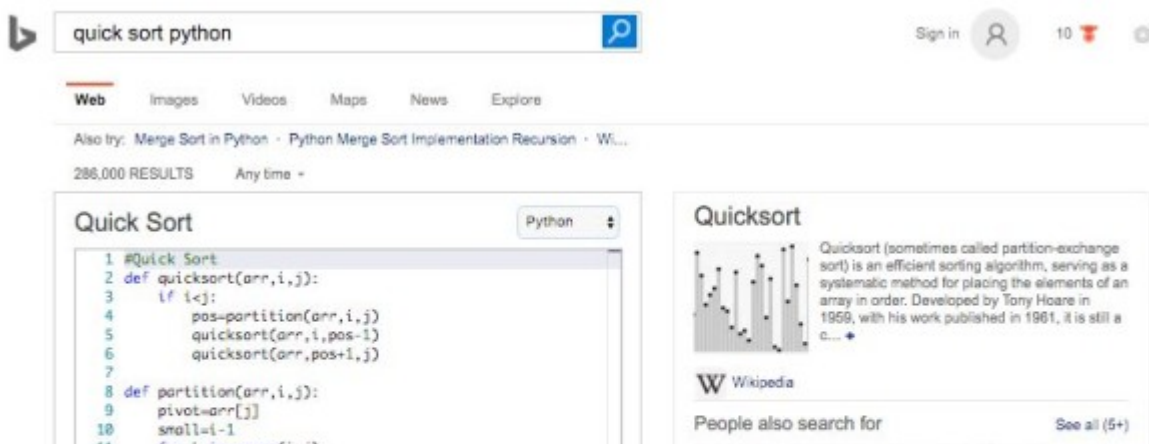 quick sort python
Sign in
10
Web Images Videos Maps News Explore
Also try: Merge Sort in Python · Python Merge Sort Implementation Recursion · Wi...
286,000 RESULTS Any time
Quick Sort
Python
1 #Quick Sort
2 def quicksort(arr,i,j):
3 if i<j:
4 pos=partition(arr,i,j)
5 quicksort(arr,i,pos-1)
6 quicksort(arr,pos+1,j)
7
8 def partition(arr,i,j):
9 pivot=arr[j]
10 small=i-1
Quicksort
Quicksort (sometimes called partition-exchange
sort) is an efficient sorting algorithm, serving as a
systematic method for placing the elements of an
array in order. Developed by Tony Hoare in
1959, with his work published in 1961, it is still a
c...
W Wikipedia
People also search for
See all (5+)